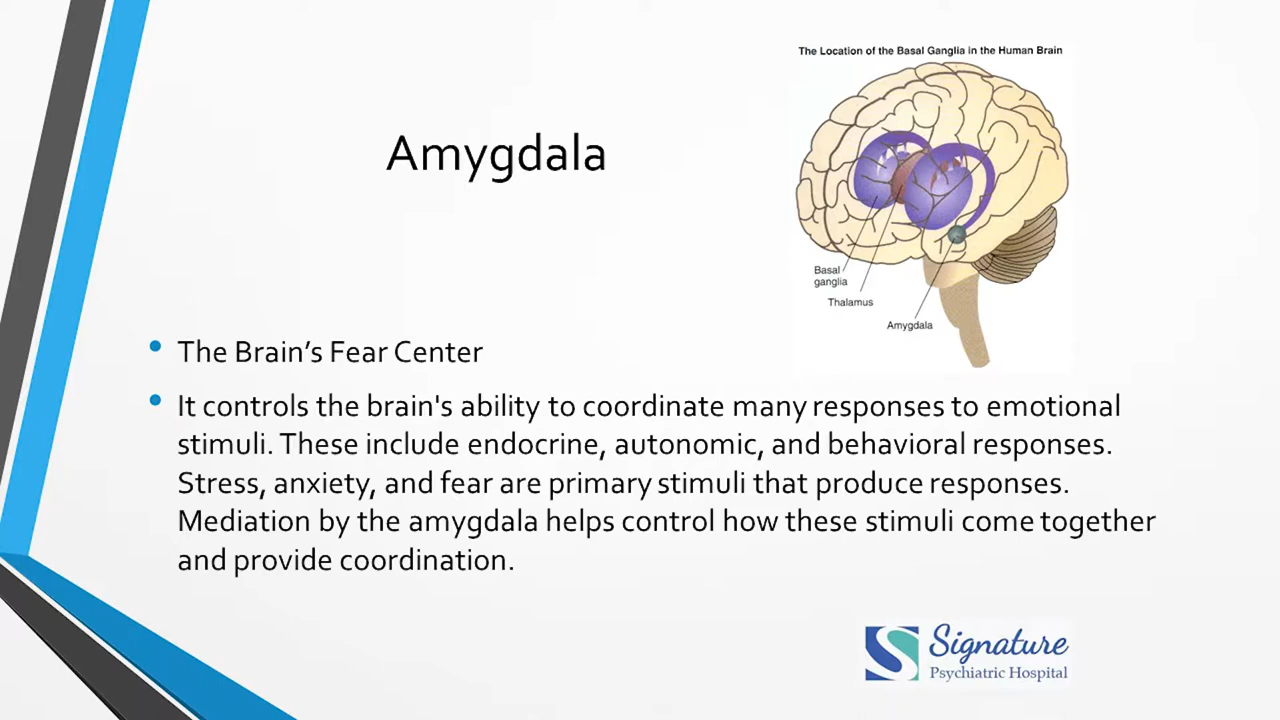 The Location of the Basal Ganglia in the Human Brain
Amygdala
Basal
ganglia
Thalamus
Amygdala
• The Brain’s Fear Center
• It controls the brain's ability to coordinate many responses to emotional
stimuli. These include endocrine, autonomic, and behavioral responses.
Stress, anxiety, and fear are primary stimuli that produce responses.
Mediation by the amygdala helps control how these stimuli come together
and provide coordination.
Signature
Psychiatric Hospital